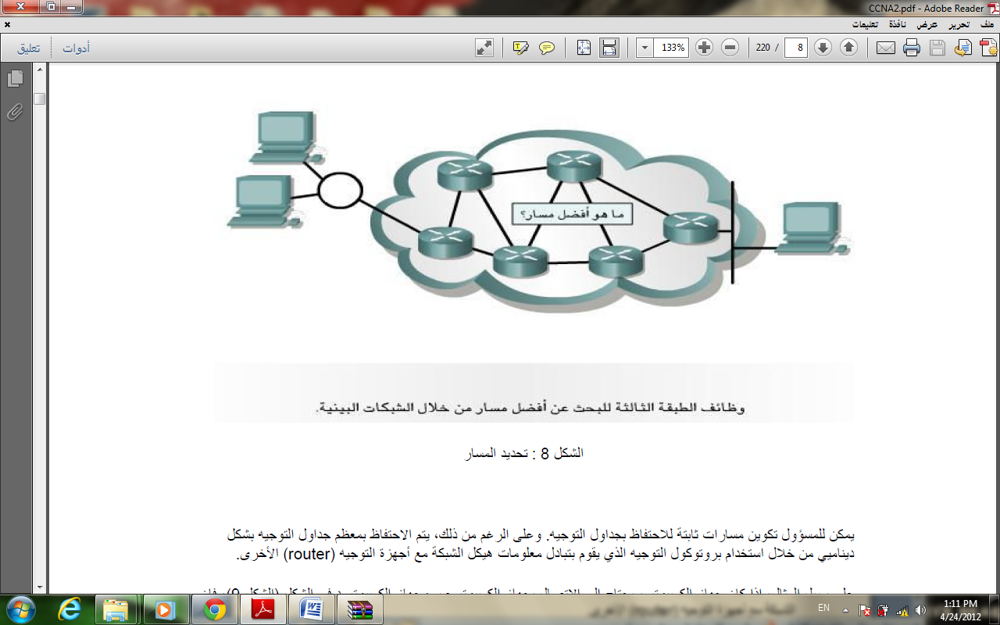 CCNA2.pdf - Adobe Reader
ملف تحرير عرض نافذة تعليمات
8 / 220 133% أدوات تعليق
ما هو أفضل مسار؟
وظائف الطبقة الثالثة للبحث عن أفضل مسار من خلال الشبكات البينية.
الشكل 8 : تحديد المسار
يمكن للمسؤول تكوين مسارات ثابتة للاحتفاظ بجداول التوجيه. وعلى الرغم من ذلك، يتم الاحتفاظ بمعظم جداول التوجيه بشكل
ديناميي من خلال استخدام بروتوكول التوجيه الذي يقوم بتبادل معلومات هيكل الشبكة مع أجهزة التوجيه (router) الأخرى.
EN
1:11 PM
4/24/2012